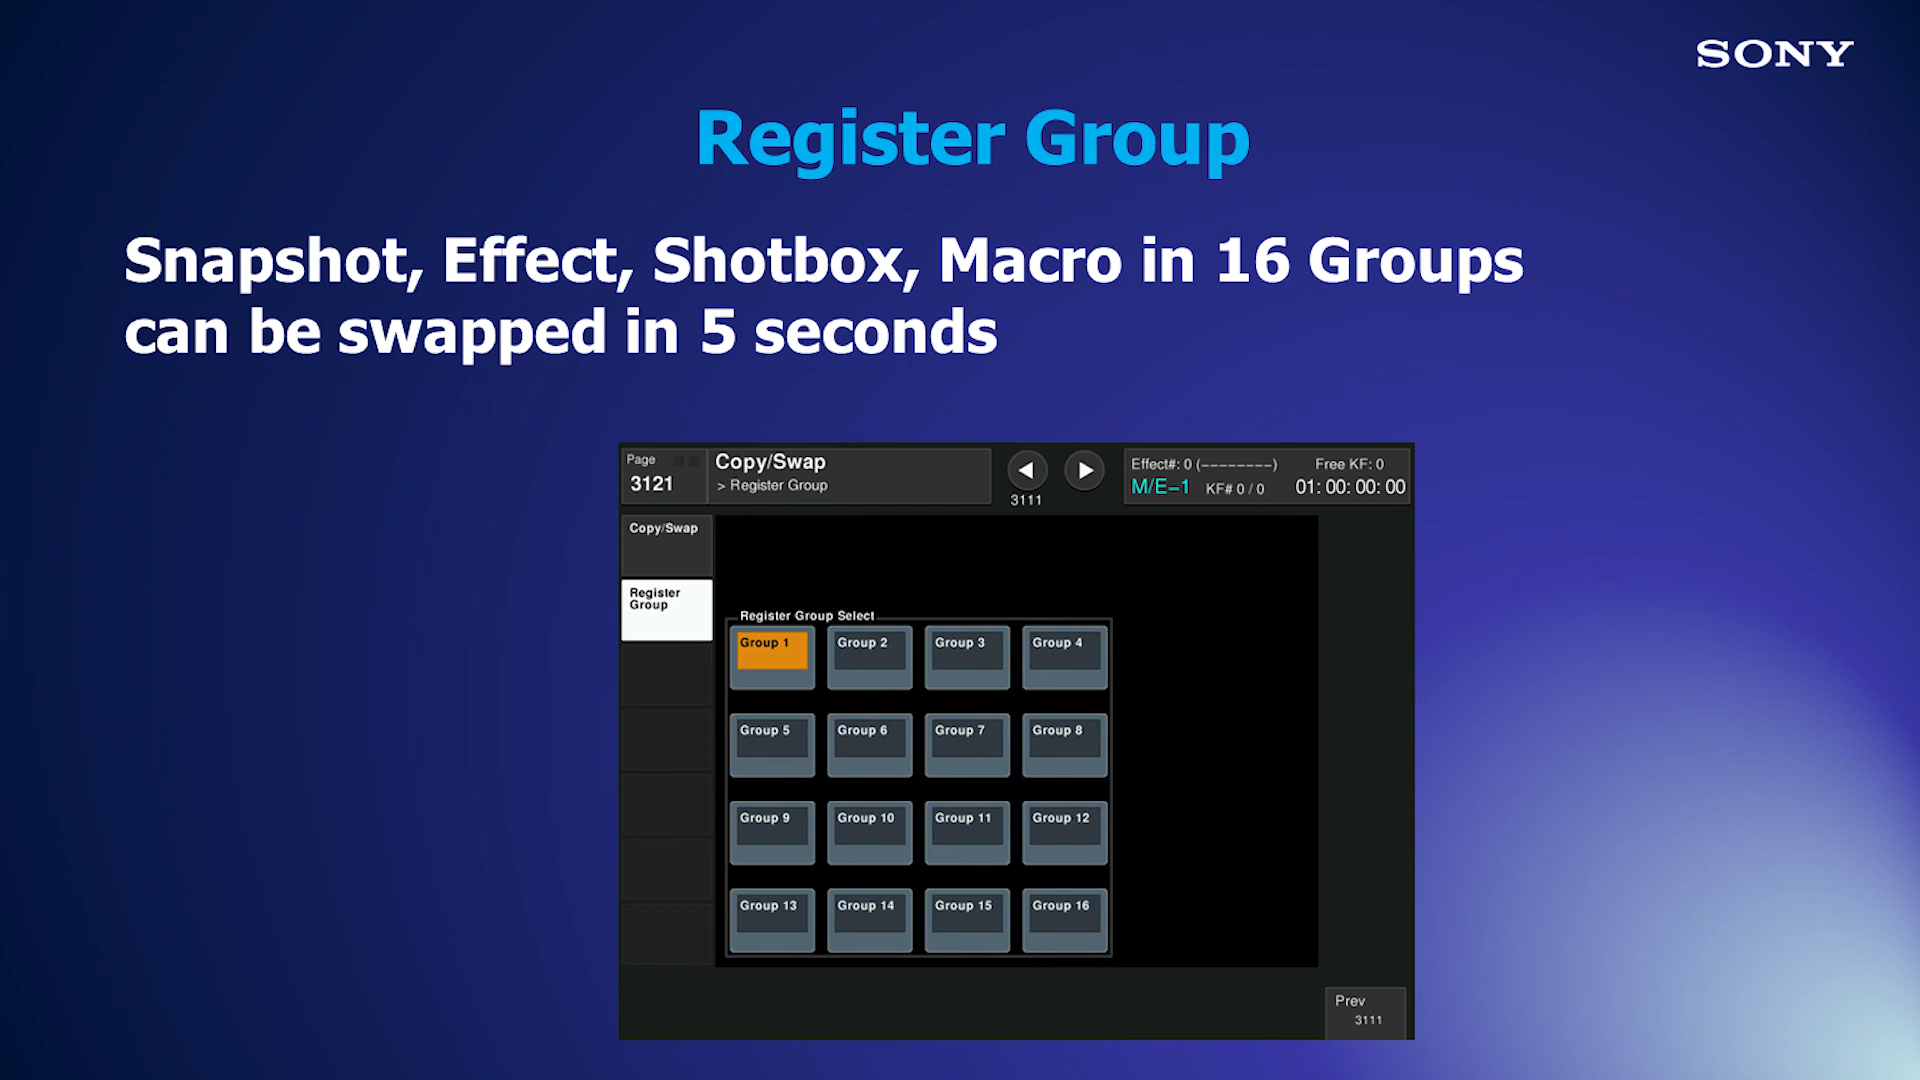 SONY
Register Group
Snapshot, Effect, Shotbox, Macro in 16 Groups
can be swapped in 5 seconds
Page
3121
Copy/Swap
> Register Group
3111
Effect#: 0 (--------) Free KF: 0
M/E-1 KF# 0 / 0 01: 00: 00: 00
Copy/Swap
Register
Group
Register Group Select
Group 1 Group 2 Group 3 Group 4
Group 5 Group 6 Group 7 Group 8
Group 9 Group 10 Group 11 Group 12
Group 13 Group 14 Group 15 Group 16
Prev
3111